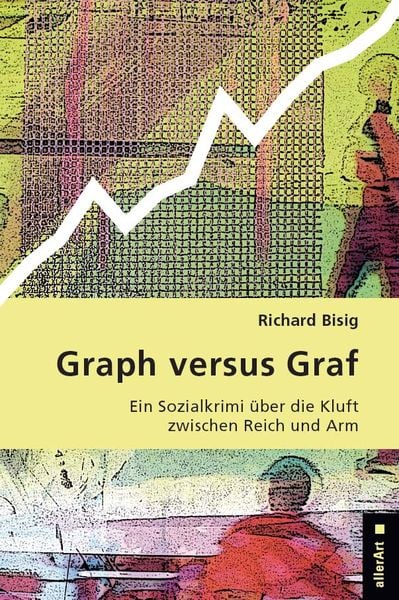 Richard Bisig
Graph versus Graf
Ein Sozialkrimi über die Kluft
zwischen Reich und Arm
allerArt